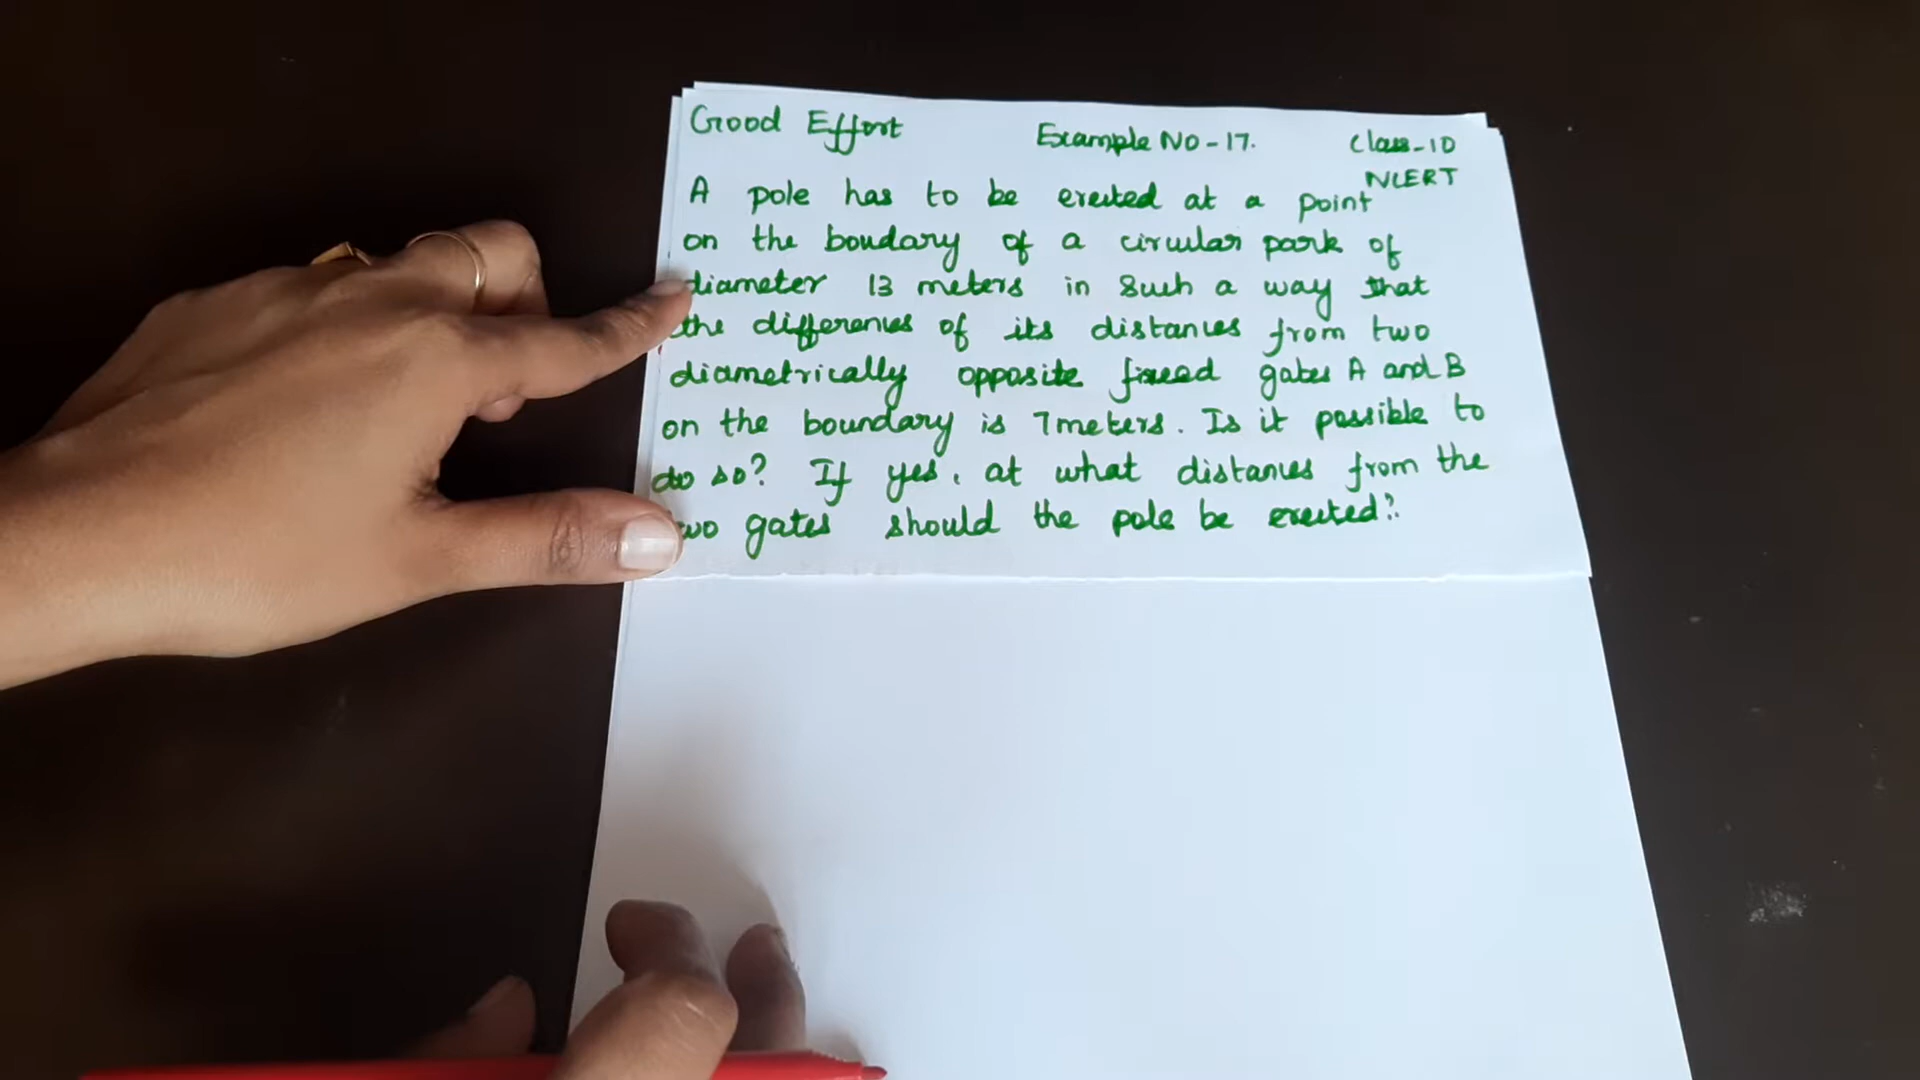 Good Effort Example No-17. Class-10
NCERT
A pole has to be erected at a point
on the boudary of a circular park of
diameter 13 meters in Such a way that
the differences of its distances from two
diametrically opposite fixed gates A and B
on the boundary is 7meters. Is it possible to
do so? If yes, at what distances from the
two gates should the pole be erected?